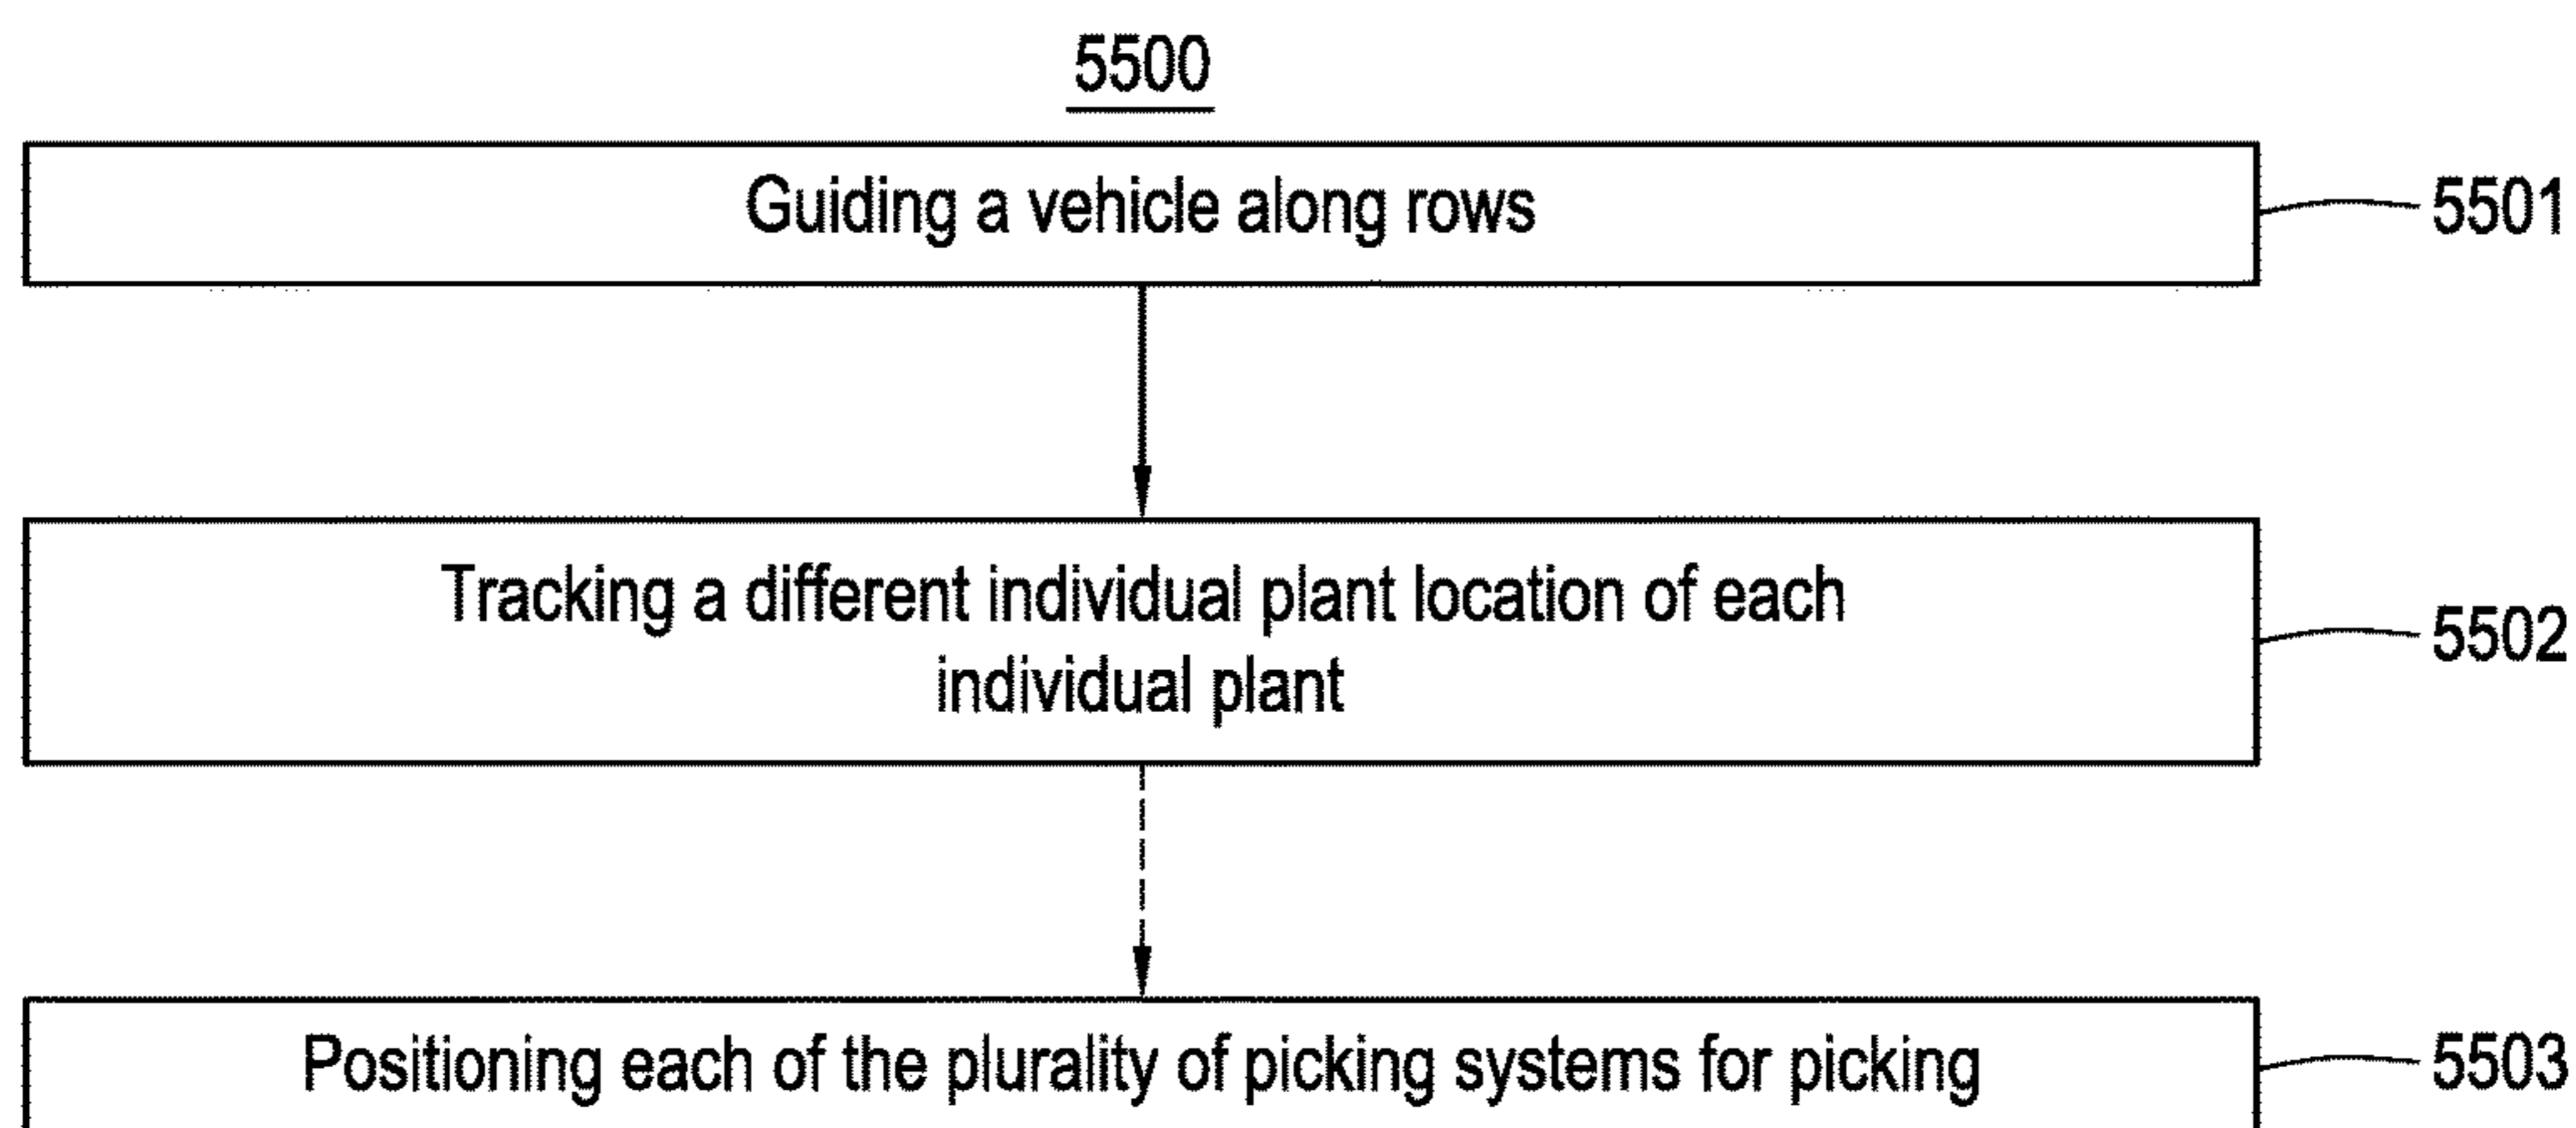 5500
Guiding a vehicle along rows
5501
Tracking a different individual plant location of each
individual plant
5502
Positioning each of the plurality of picking systems for picking
5503